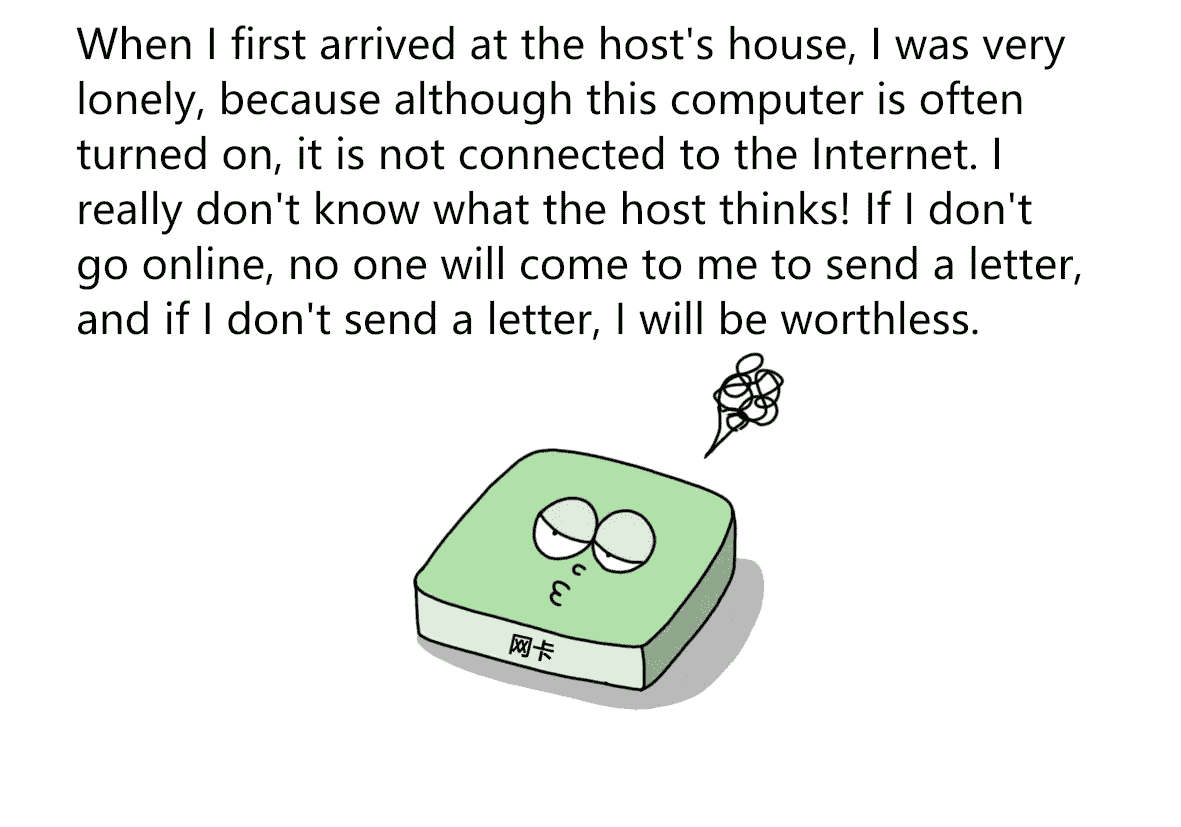 When I first arrived at the host's house, I was very
lonely, because although this computer is often
turned on, it is not connected to the Internet. I
really don't know what the host thinks! If I don't
go online, no one will come to me to send a letter,
and if I don't send a letter, I will be worthless.
网卡